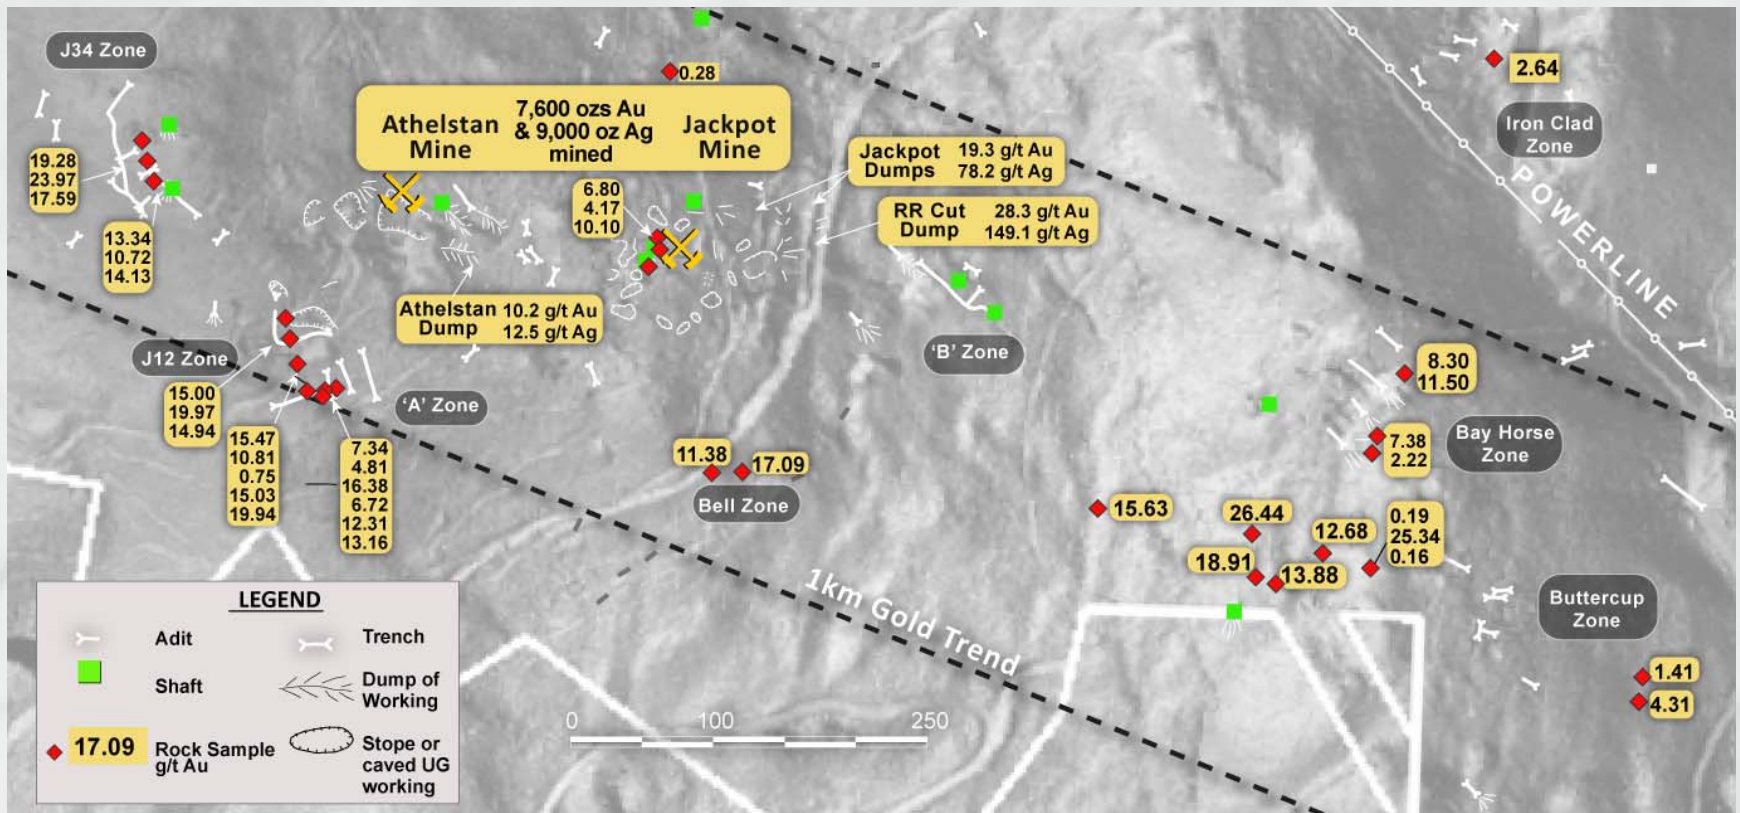 J34 Zone
0.28
2.64
Iron Clad
Zone
POWERLINE
Athelstan
Mine
7,600 ozs Au
& 9,000 oz Ag
mined
Jackpot
Mine
19.28
23.97
17.59
13.34
10.72
14.13
6.80
4.17
10.10
Jackpot 19.3 g/t Au
Dumps 78.2 g/t Ag
RR Cut 28.3 g/t Au
Dump 149.1 g/t Ag
Athelstan 10.2 g/t Au
Dump 12.5 g/t Ag
J12 Zone
'A' Zone
'B' Zone
15.00
19.97
14.94
15.47
10.81
0.75
15.03
19.94
7.34
4.81
16.38
6.72
12.31
13.16
11.38
17.09
Bell Zone
8.30
11.50
Bay Horse
Zone
7.38
2.22
15.63
26.44
12.68
0.19
25.34
0.16
18.91
13.88
Buttercup
Zone
1.41
4.31
1km Gold Trend
0 100 250
LEGEND
Adit
Trench
Shaft
Dump of
Working
17.09
Rock Sample
g/t Au
Stope or
caved UG
working